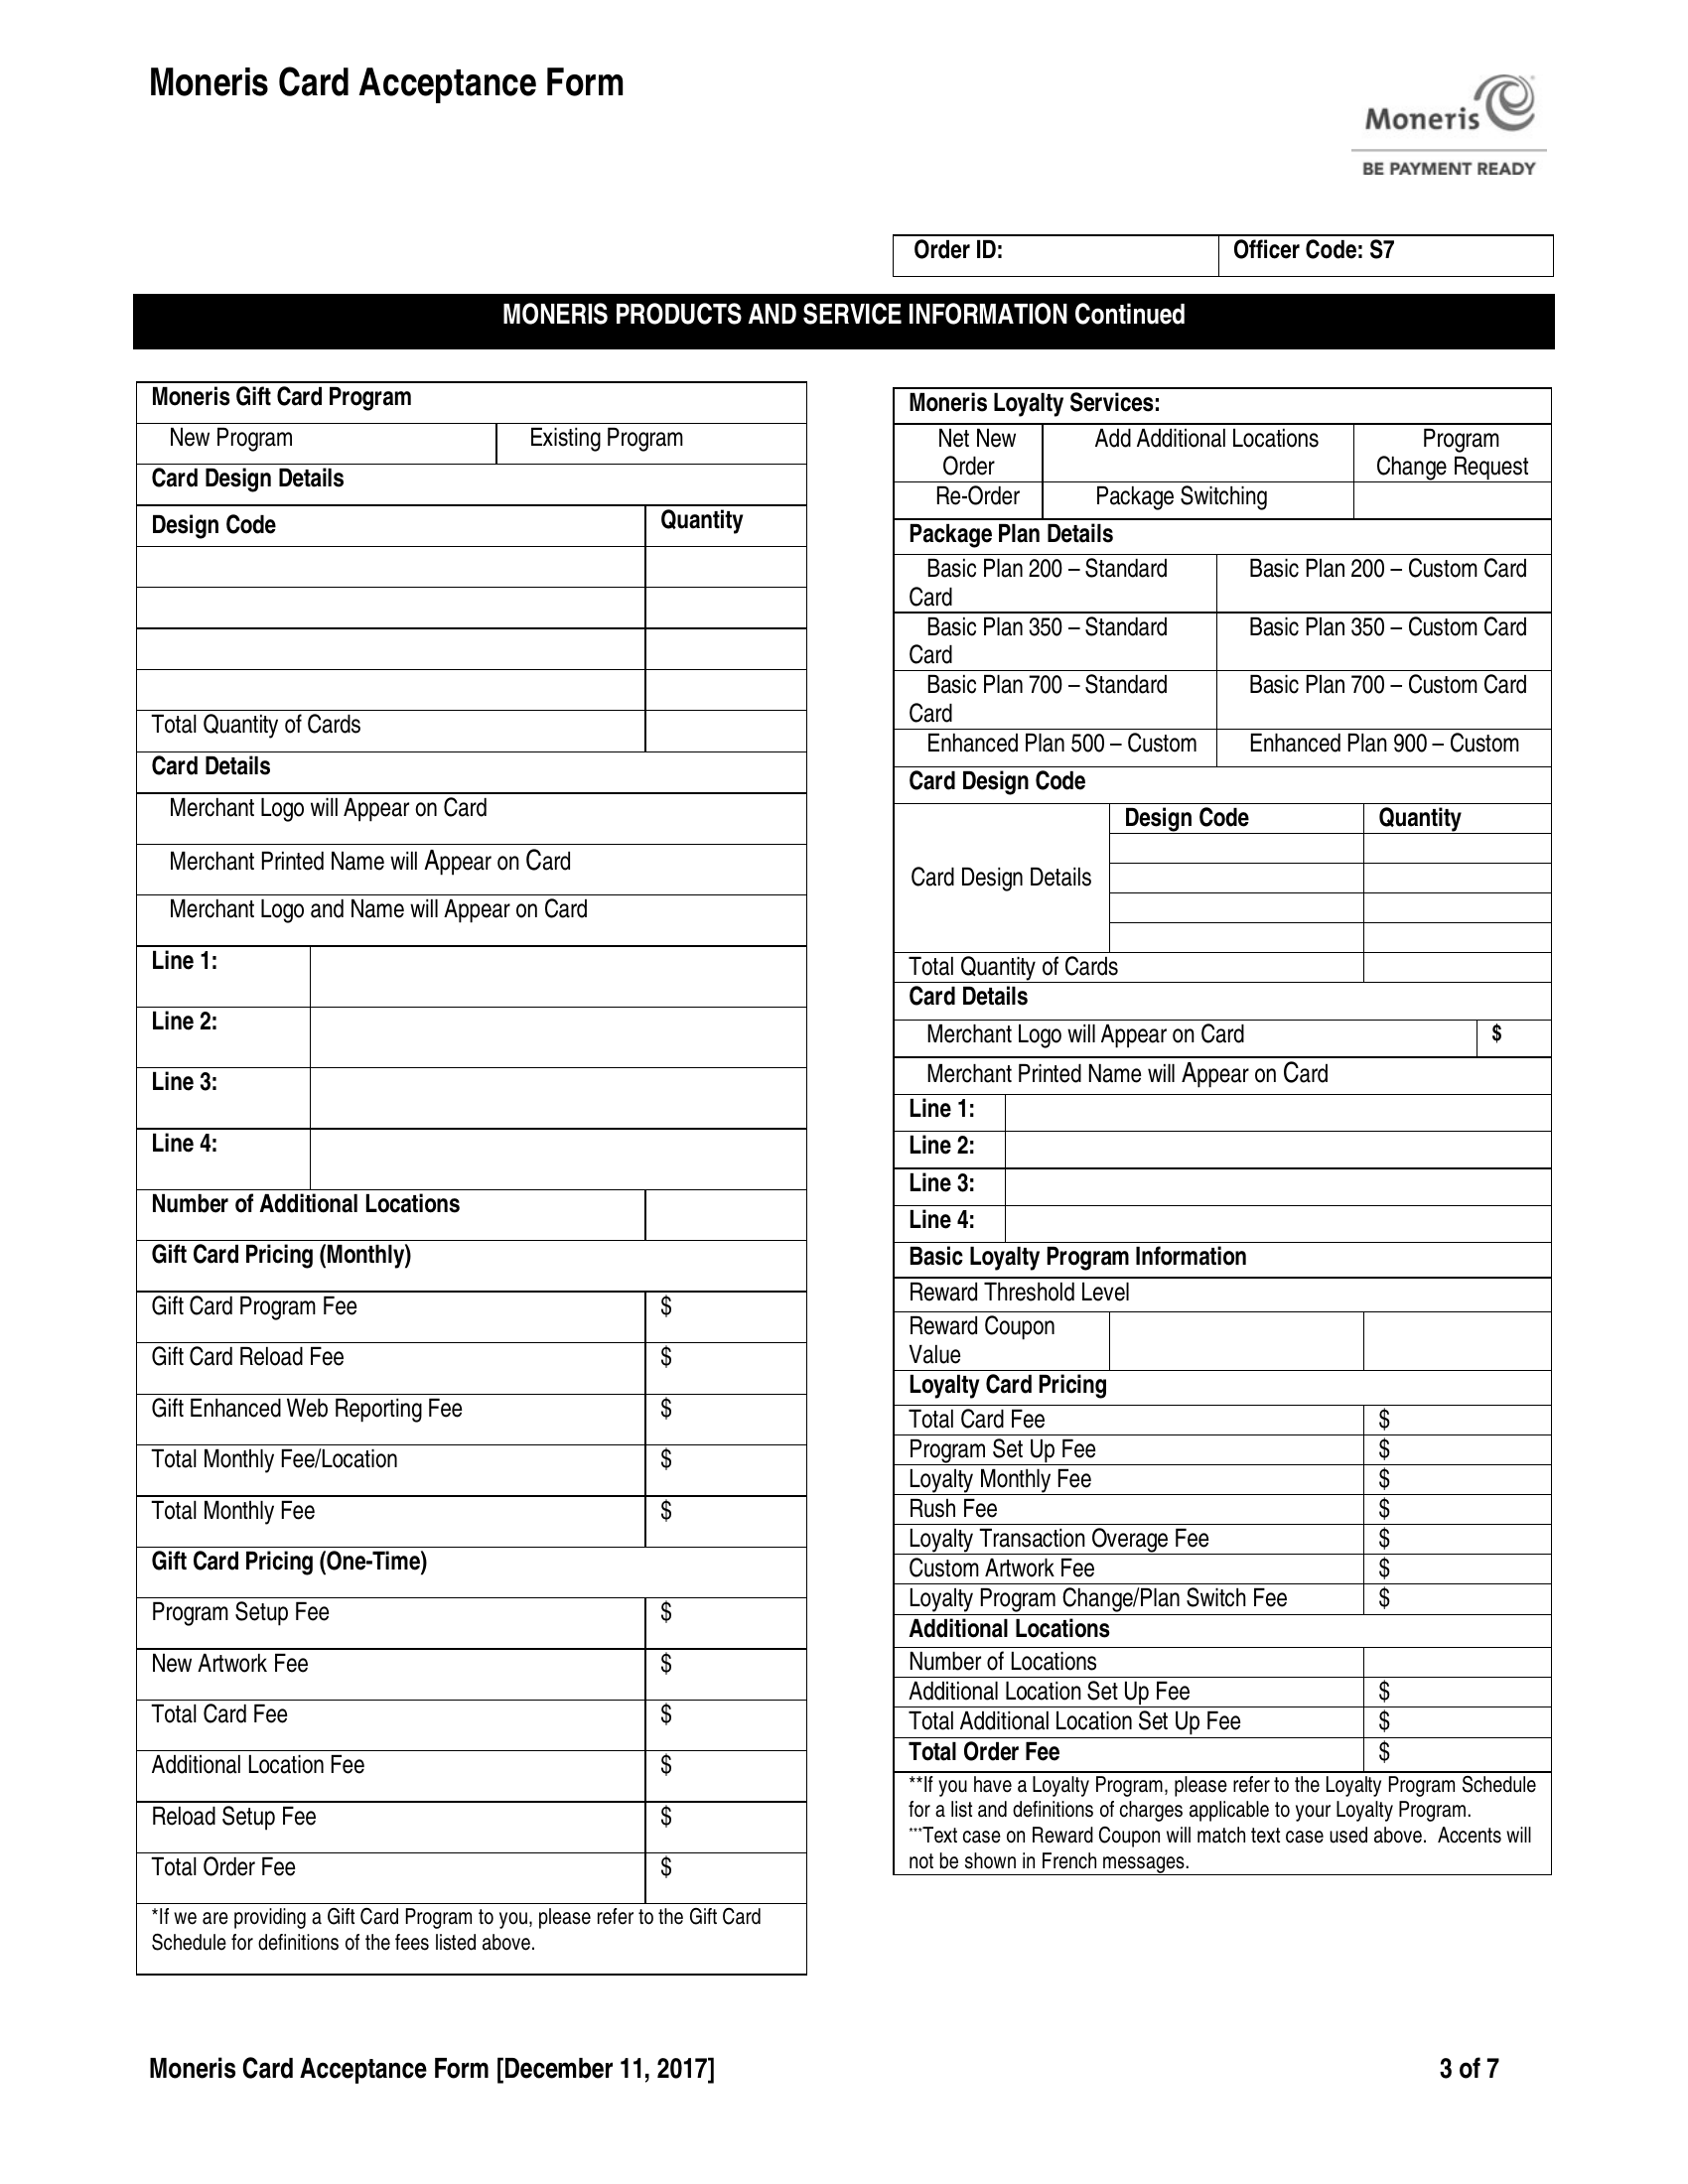 Moneris Card Acceptance Form
Moneris
BE PAYMENT READY
Order ID:
Officer Code: S7
MONERIS PRODUCTS AND SERVICE INFORMATION Continued
Moneris Gift Card Program
New Program
Existing Program
Card Design Details
Design Code
Quantity
Total Quantity of Cards
Card Details
Merchant Logo will Appear on Card
Merchant Printed Name will Appear on Card
Merchant Logo and Name will Appear on Card
Line 1:
Line 2:
Line 3:
Line 4:
Number of Additional Locations
Gift Card Pricing (Monthly)
Gift Card Program Fee $
Gift Card Reload Fee $
Gift Enhanced Web Reporting Fee $
Total Monthly Fee/Location $
Total Monthly Fee $
Gift Card Pricing (One-Time)
Program Setup Fee $
New Artwork Fee $
Total Card Fee $
Additional Location Fee $
Reload Setup Fee $
Total Order Fee $
*If we are providing a Gift Card Program to you, please refer to the Gift Card
Schedule for definitions of the fees listed above.
Moneris Loyalty Services:
Net New
Order
Add Additional Locations
Program
Change Request
Re-Order
Package Switching
Package Plan Details
Basic Plan 200 – Standard
Card
Basic Plan 200 – Custom Card
Basic Plan 350 – Standard
Card
Basic Plan 350 – Custom Card
Basic Plan 700 – Standard
Card
Basic Plan 700 – Custom Card
Enhanced Plan 500 – Custom
Enhanced Plan 900 – Custom
Card Design Code
Design Code
Quantity
Card Design Details
Total Quantity of Cards
Card Details
Merchant Logo will Appear on Card $
Merchant Printed Name will Appear on Card
Line 1:
Line 2:
Line 3:
Line 4:
Basic Loyalty Program Information
Reward Threshold Level
Reward Coupon
Value
Loyalty Card Pricing
Total Card Fee $
Program Set Up Fee $
Loyalty Monthly Fee $
Rush Fee $
Loyalty Transaction Overage Fee $
Custom Artwork Fee $
Loyalty Program Change/Plan Switch Fee $
Additional Locations
Number of Locations
Additional Location Set Up Fee $
Total Additional Location Set Up Fee $
Total Order Fee $
**If you have a Loyalty Program, please refer to the Loyalty Program Schedule
for a list and definitions of charges applicable to your Loyalty Program.
***Text case on Reward Coupon will match text case used above. Accents will
not be shown in French messages.
Moneris Card Acceptance Form [December 11, 2017]
3 of 7